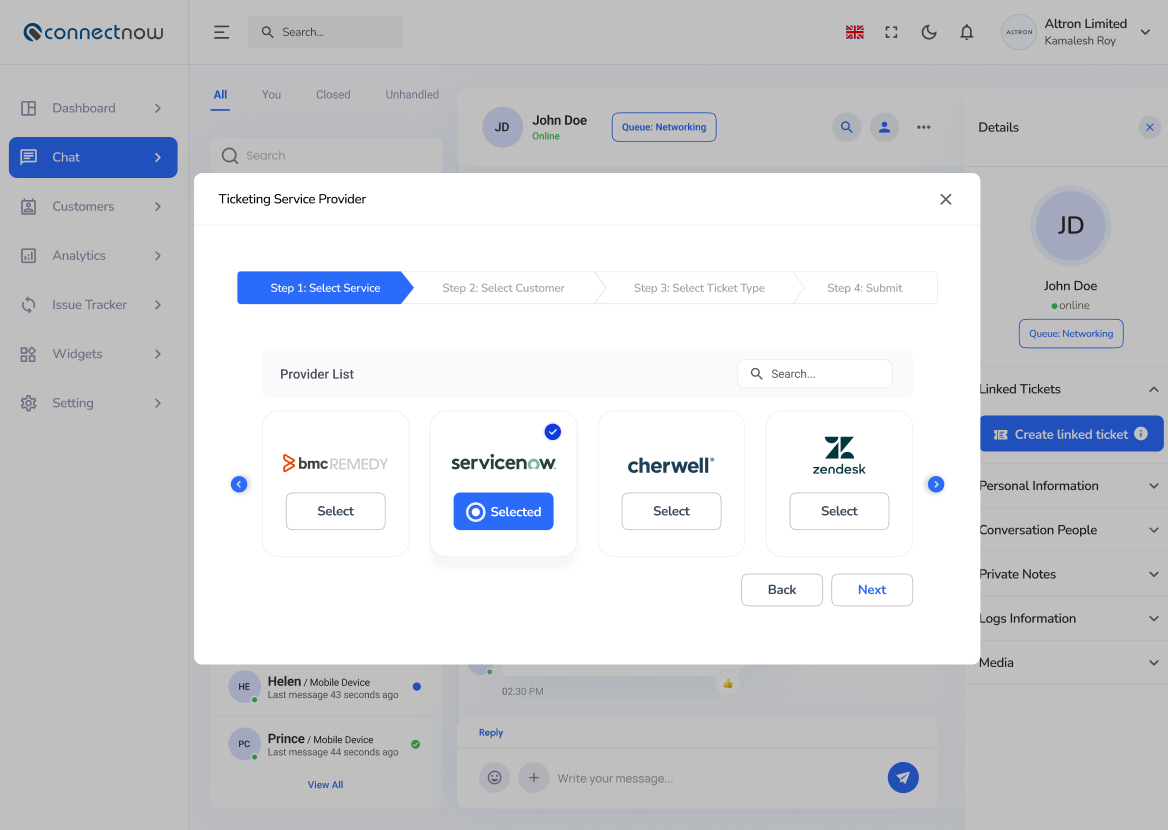 connectnow
Search...
ALTRON
Altron Limited
Kamalesh Roy
Dashboard
Chat
Customers
Analytics
Issue Tracker
Widgets
Setting
All
You
Closed
Unhandled
Search
JD
John Doe
Online
Queue: Networking
Details
Ticketing Service Provider
Step 1: Select Service
Step 2: Select Customer
Step 3: Select Ticket Type
Step 4: Submit
Provider List
Search...
bmc REMEDY
Select
servicenow
Selected
cherwell
Select
zendesk
Select
Back
Next
JD
John Doe
online
Queue: Networking
Linked Tickets
Create linked ticket
Personal Information
Conversation People
Private Notes
Logs Information
Media
HE
Helen / Mobile Device
Last message 43 seconds ago
PC
Prince / Mobile Device
Last message 44 seconds ago
View All
02:30 PM
Reply
Write your message...